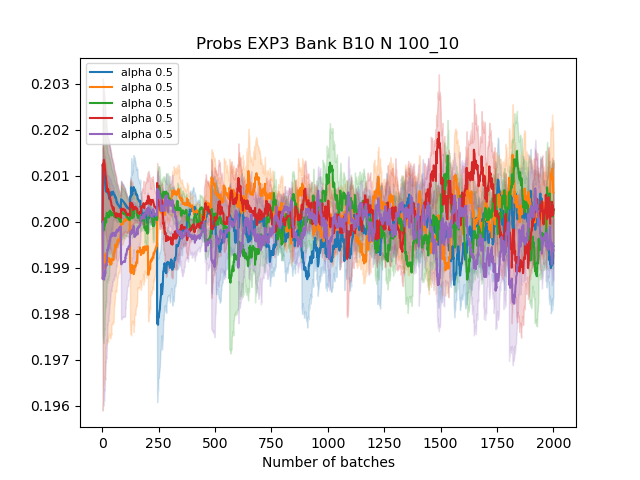 Probs EXP3 Bank B10 N 100_10
alpha 0.5
alpha 0.5
alpha 0.5
alpha 0.5
alpha 0.5
0.203
0.202
0.201
0.200
0.199
0.198
0.197
0.196
0 250 500 750 1000 1250 1500 1750 2000
Number of batches